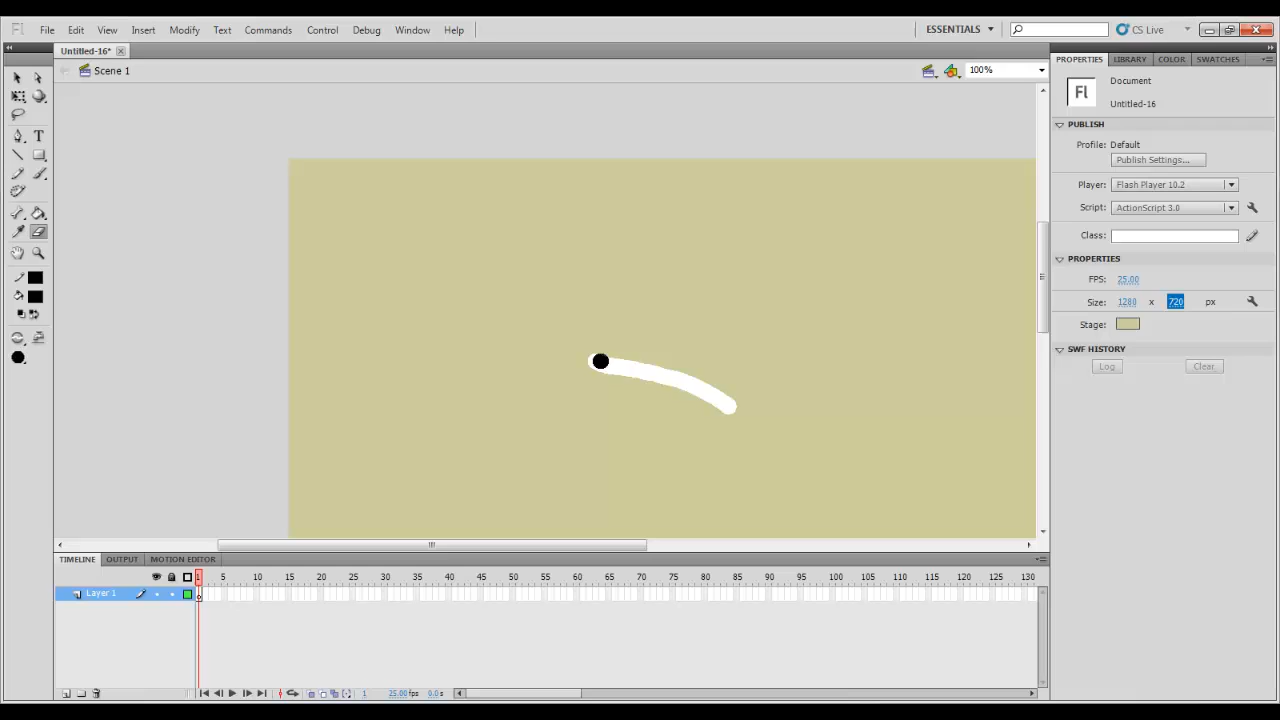 Fl File Edit View Insert Modify Text Commands Control Debug Window Help ESSENTIALS CS Live
Untitled-16*
Scene 1 100%
PROPERTIES LIBRARY COLOR SWATCHES
Fl Document
Untitled-16
PUBLISH
Profile: Default
Publish Settings...
Player: Flash Player 10.2
Script: ActionScript 3.0
Class:
PROPERTIES
FPS: 25.00
Size: 1280 x 720 px
Stage:
SWF HISTORY
Log Clear
TIMELINE OUTPUT MOTION EDITOR
1 5 10 15 20 25 30 35 40 45 50 55 60 65 70 75 80 85 90 95 100 105 110 115 120 125 130
Layer 1
1 25.00 fps 0.0s